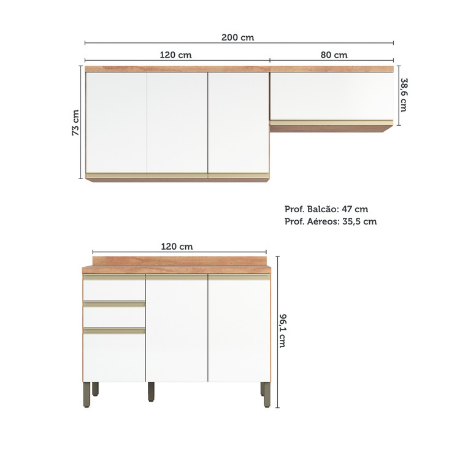 200 cm
120 cm
80 cm
73 cm
38,6 cm
Prof. Balcão: 47 cm
Prof. Aéreos: 35,5 cm
120 cm
96,1 cm